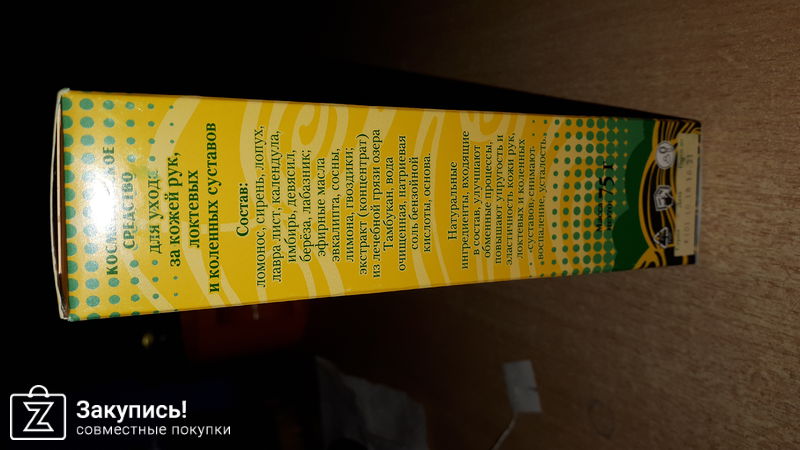 КОСМЕТИЧЕСКОЕ
СРЕДСТВО
для ухода
за кожей рук,
локтевых
и коленных суставов
Состав:
ломонос, сирень, лопух,
лавра лист, календула,
имбирь, девясил,
берёза, лабазник;
эфирные масла
эвкалипта, сосны,
лимона, гвоздики;
экстракт (концентрат)
из лечебной грязи озера
Тамбукан, вода
очищенная, натриевая
соль бензойной
кислоты, основа.
Натуральные
ингредиенты, входящие
в состав, улучшают
обменные процессы,
повышают упругость и
эластичность кожи рук,
локтевых и коленных
суставов, снимают
воспаление, усталость.
Масса
75 г
Закупись!
совместные покупки